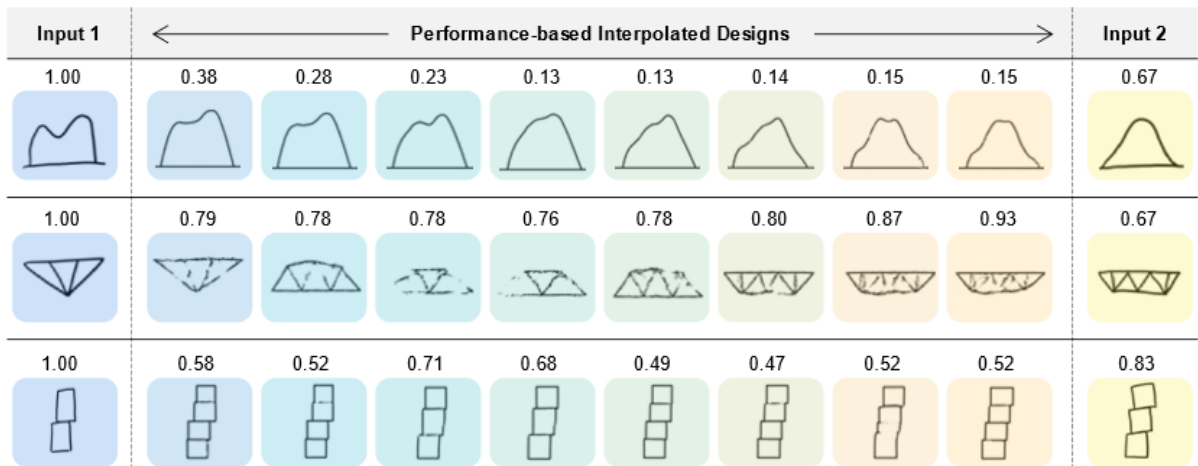 Input 1 Performance-based Interpolated Designs Input 2
1.00 0.38 0.28 0.23 0.13 0.13 0.14 0.15 0.15 0.67
1.00 0.79 0.78 0.78 0.76 0.78 0.80 0.87 0.93 0.67
1.00 0.58 0.52 0.71 0.68 0.49 0.47 0.52 0.52 0.83